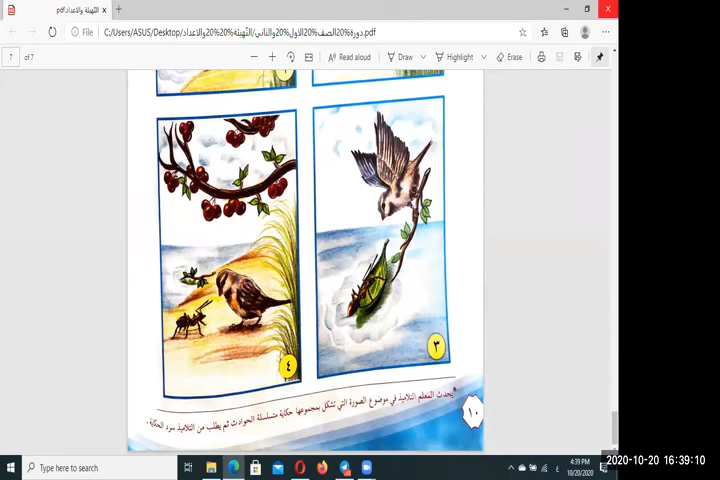 التهيئة والاعداد.pdf
File
C:/Users/ASUS/Desktop/دورة%20الصف%20الاول%20والثاني/التهيئة%20%20والاعداد.pdf
7 of 7
Read aloud
Draw
Highlight
Erase
٤
٣
*يحدث المعلم التلاميذ في موضوع الصورة التي تشكل بمجموعها حكاية متسلسلة الحوادث ثم يطلب من التلاميذ سرد الحكاية.
١٠
Type here to search
ع
4:39 PM
10/20/2020
2020-10-20 16:39:10